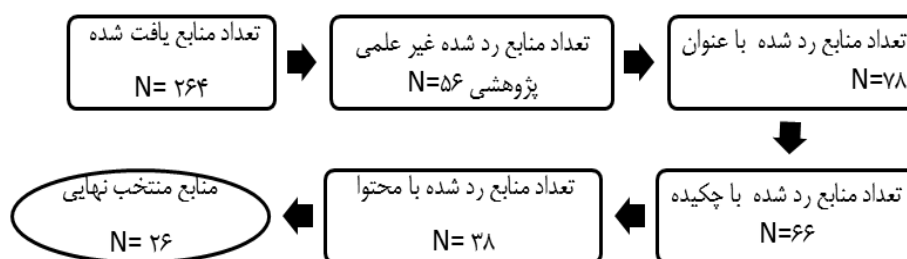 تعداد منابع یافت شده
N= ۲۶۴
تعداد منابع رد شده غیر علمی
پژوهشی N=۵۶
تعداد منابع رد شده با عنوان
N=۷۸
تعداد منابع رد شده با چکیده
N=۶۶
تعداد منابع رد شده با محتوا
N= ۳۸
منابع منتخب نهایی
N= ۲۶